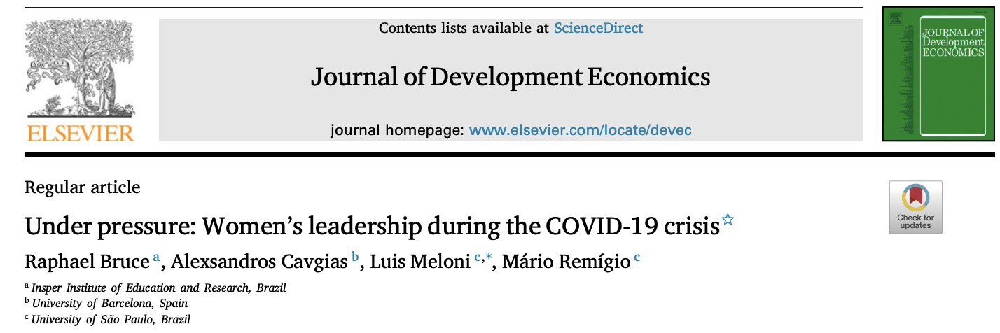 Contents lists available at ScienceDirect
Journal of Development Economics
journal homepage: www.elsevier.com/locate/devec
ELSEVIER
JOURNAL OF
Development
ECONOMICS
Regular article
Check for
updates
Under pressure: Women’s leadership during the COVID-19 crisis☆
Raphael Bruce a, Alexsandros Cavgias b, Luis Meloni c,*, Mário Remígio c
a Insper Institute of Education and Research, Brazil
b University of Barcelona, Spain
c University of São Paulo, Brazil